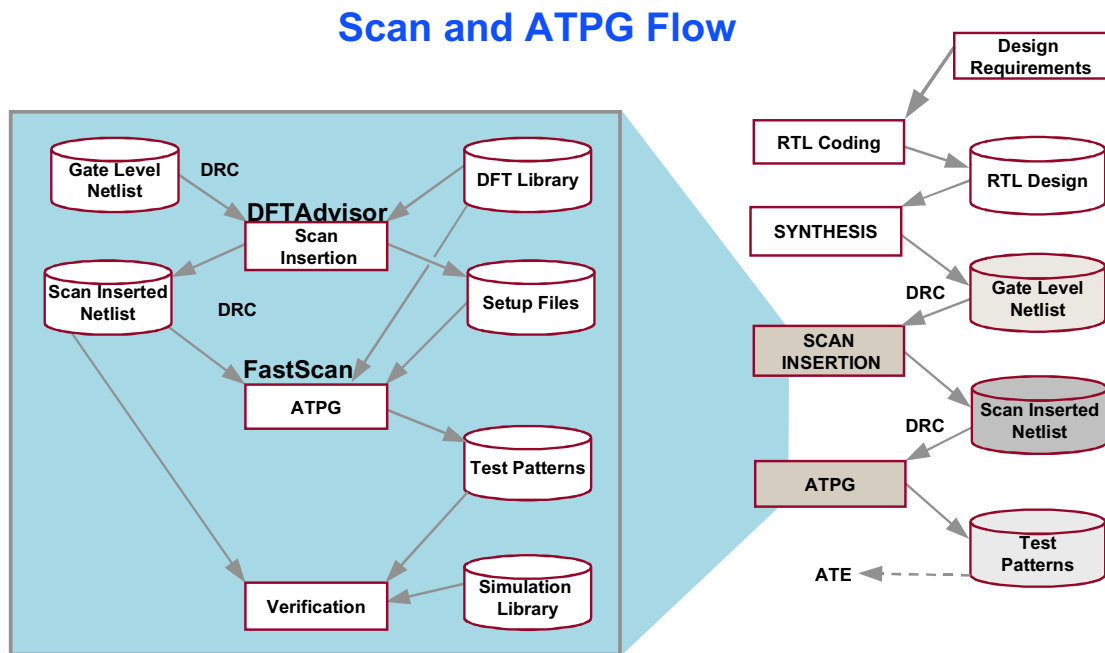 Scan and ATPG Flow
Gate Level
Netlist
DRC
DFT Library
DFTAdvisor
Scan
Insertion
Scan Inserted
Netlist
DRC
Setup Files
FastScan
ATPG
Test Patterns
Verification
Simulation
Library
Design
Requirements
RTL Coding
RTL Design
SYNTHESIS
DRC
Gate Level
Netlist
SCAN
INSERTION
Scan Inserted
Netlist
DRC
ATPG
Test
Patterns
ATE